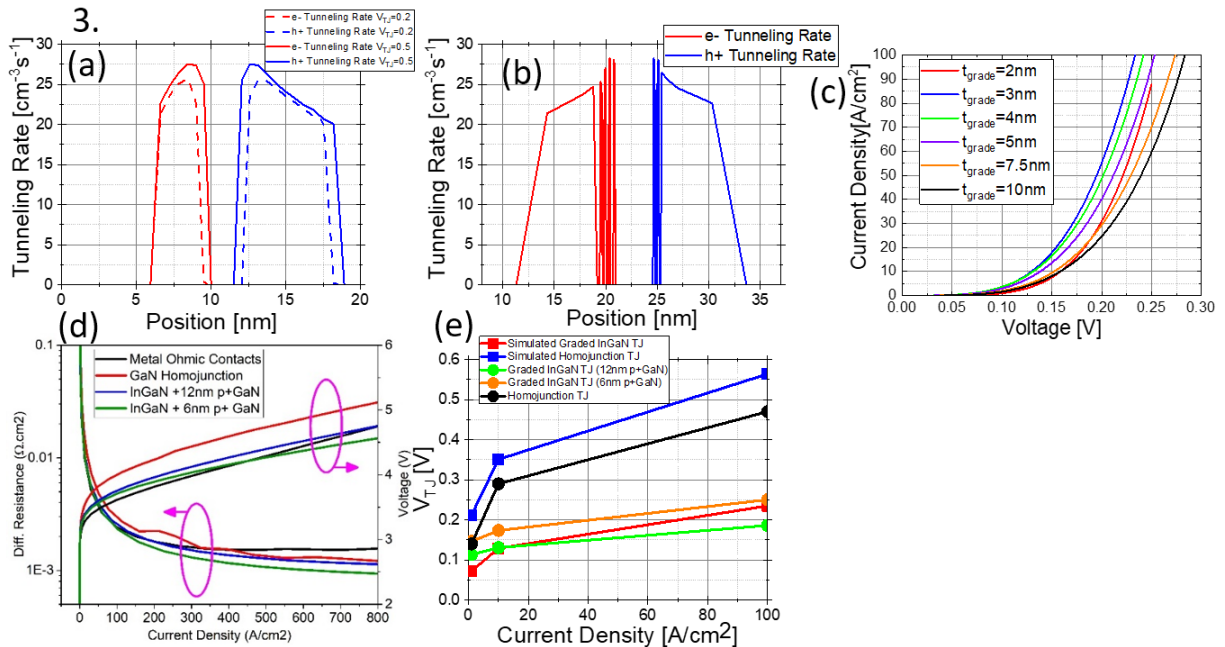 3.
e- Tunneling Rate V_TJ=0.2
h+ Tunneling Rate V_TJ=0.2
e- Tunneling Rate V_TJ=0.5
h+ Tunneling Rate V_TJ=0.5
(a)
Tunneling Rate [cm⁻³s⁻¹]
30
25
20
15
10
5
0
0 5 10 15 20
Position [nm]
e- Tunneling Rate
h+ Tunneling Rate
(b)
Tunneling Rate [cm⁻³s⁻¹]
30
25
20
15
10
5
0
10 15 20 25 30 35
Position [nm]
(c)
t_grade=2nm
t_grade=3nm
t_grade=4nm
t_grade=5nm
t_grade=7.5nm
t_grade=10nm
Current Density[A/cm²]
100
90
80
70
60
50
40
30
20
10
0
0.00 0.05 0.10 0.15 0.20 0.25 0.30
Voltage [V]
(d)
Metal Ohmic Contacts
GaN Homojunction
InGaN +12nm p+GaN
InGaN + 6nm p+ GaN
Diff. Resistance (Ω.cm2)
0.1
0.01
1E-3
Voltage (V)
6
5
4
3
2
0 100 200 300 400 500 600 700 800
Current Density (A/cm2)
(e)
Simulated Graded InGaN TJ
Simulated Homojunction TJ
Graded InGaN TJ (12nm p+GaN)
Graded InGaN TJ (6nm p+GaN)
Homojunction TJ
V_TJ [V]
0.6
0.5
0.4
0.3
0.2
0.1
0.0
0 20 40 60 80 100
Current Density [A/cm²]